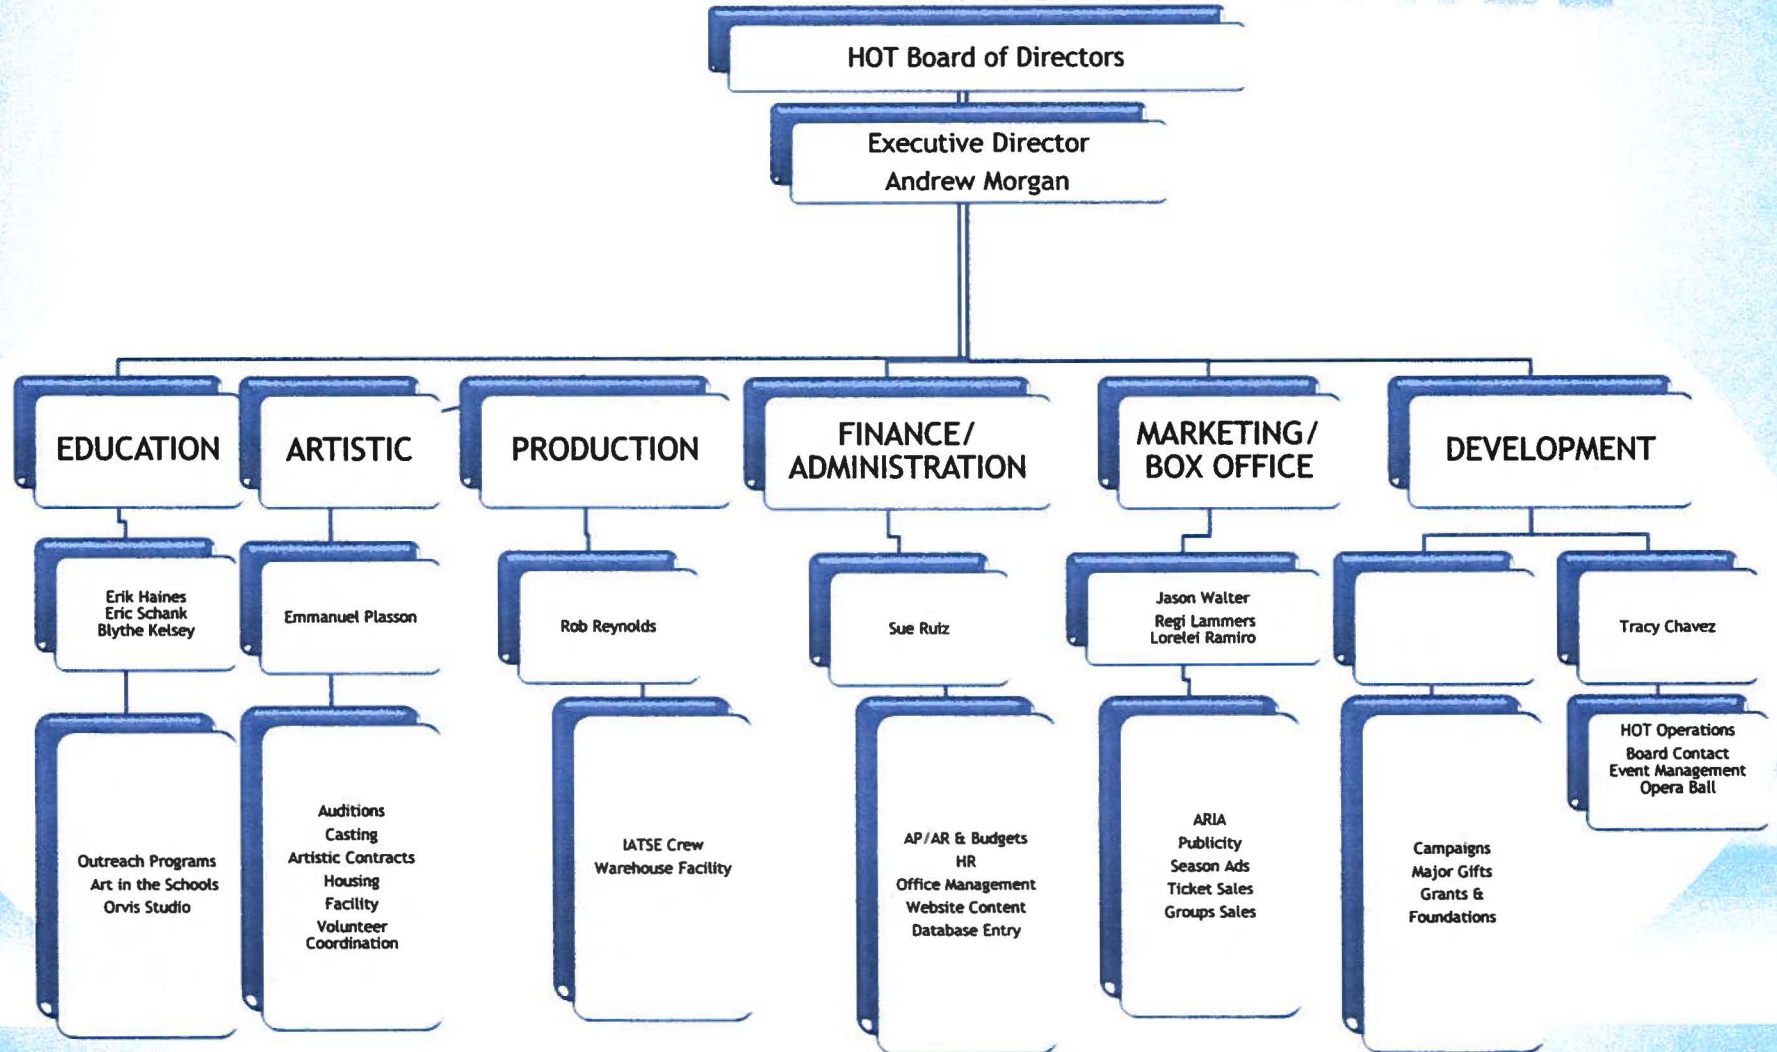 HOT Board of Directors
Executive Director
Andrew Morgan
EDUCATION
ARTISTIC
PRODUCTION
FINANCE/
ADMINISTRATION
MARKETING/
BOX OFFICE
DEVELOPMENT
Erik Haines
Eric Schank
Blythe Kelsey
Emmanuel Plasson
Rob Reynolds
Sue Ruiz
Jason Walter
Regi Lammers
Lorelei Ramiro
Tracy Chavez
Outreach Programs
Art in the Schools
Orvis Studio
Auditions
Casting
Artistic Contracts
Housing
Facility
Volunteer
Coordination
IATSE Crew
Warehouse Facility
AP/AR & Budgets
HR
Office Management
Website Content
Database Entry
ARIA
Publicity
Season Ads
Ticket Sales
Groups Sales
Campaigns
Major Gifts
Grants &
Foundations
HOT Operations
Board Contact
Event Management
Opera Ball